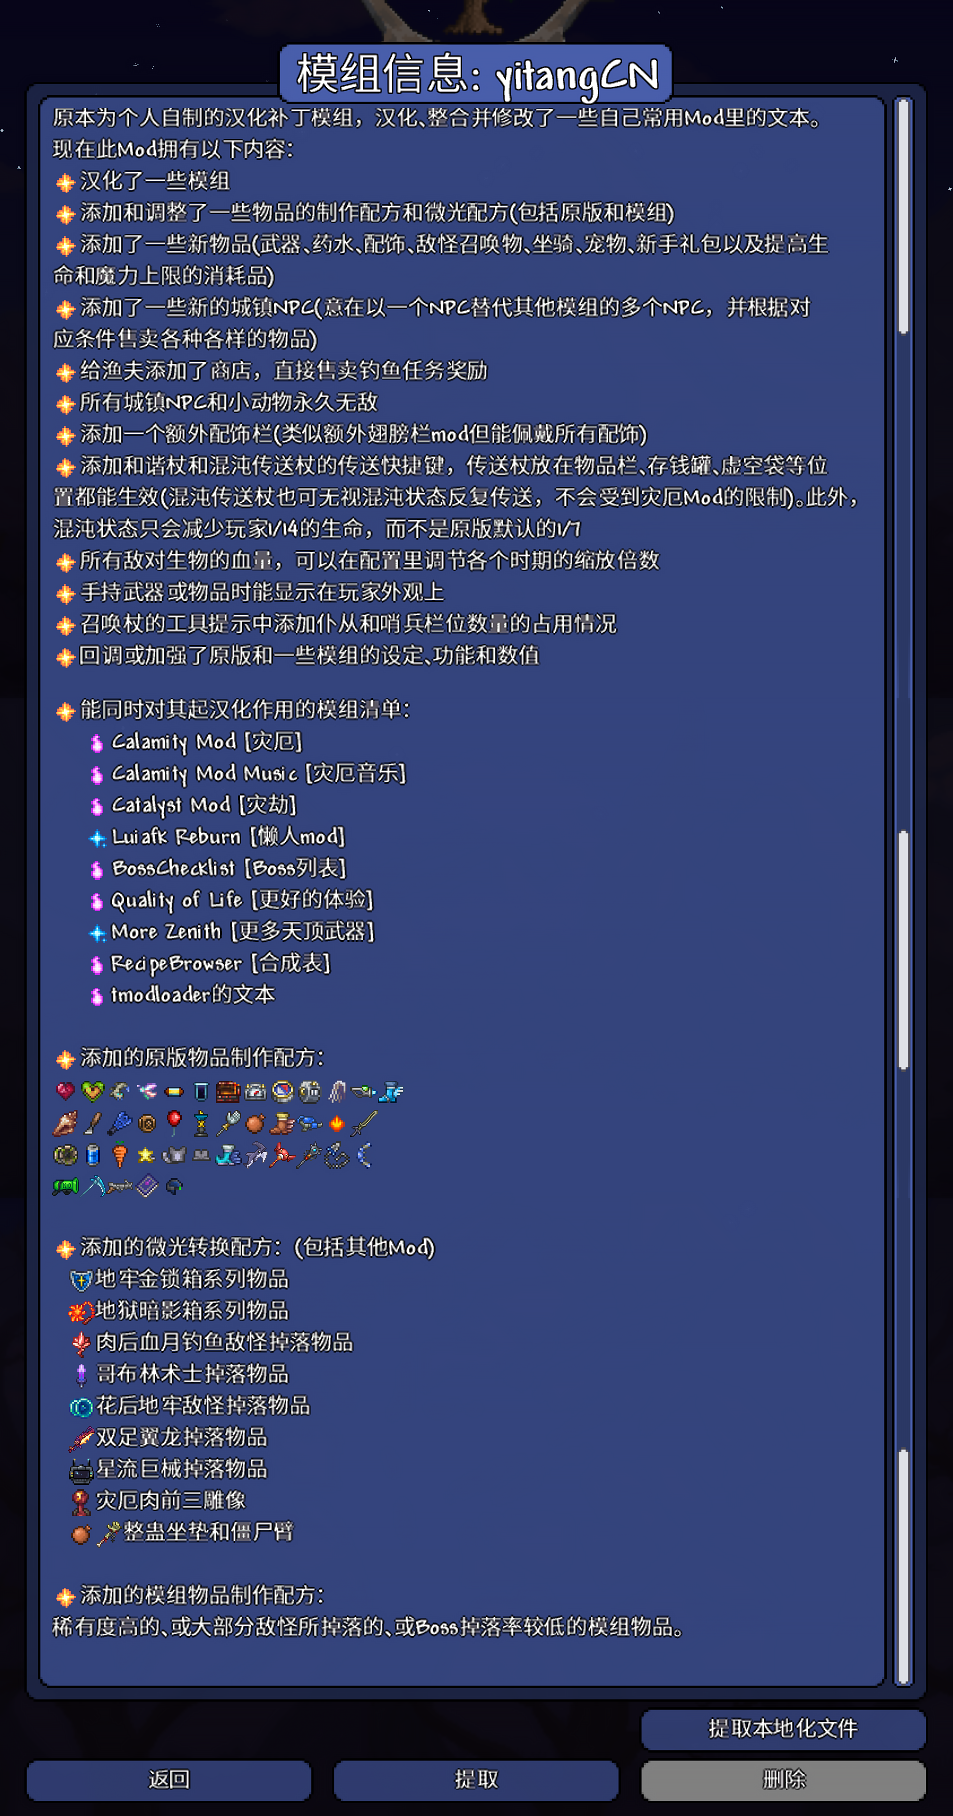 模组信息: yitangCN
原本为个人自制的汉化补丁模组，汉化、整合并修改了一些自己常用Mod里的文本。
现在此Mod拥有以下内容：
汉化了一些模组
添加和调整了一些物品的制作配方和微光配方(包括原版和模组)
添加了一些新物品(武器、药水、配饰、敌怪召唤物、坐骑、宠物、新手礼包以及提高生
命和魔力上限的消耗品)
添加了一些新的城镇NPC(意在以一个NPC替代其他模组的多个NPC，并根据对
应条件售卖各种各样的物品)
给渔夫添加了商店，直接售卖钓鱼任务奖励
所有城镇NPC和小动物永久无敌
添加一个额外配饰栏(类似额外翅膀栏mod但能佩戴所有配饰)
添加和谐杖和混沌传送杖的传送快捷键，传送杖放在物品栏、存钱罐、虚空袋等位
置都能生效(混沌传送杖也可无视混沌状态反复传送，不会受到灾厄Mod的限制)。此外，
混沌状态只会减少玩家1/14的生命，而不是原版默认的1/7
所有敌对生物的血量，可以在配置里调节各个时期的缩放倍数
手持武器或物品时能显示在玩家外观上
召唤杖的工具提示中添加仆从和哨兵栏位数量的占用情况
回调或加强了原版和一些模组的设定、功能和数值
能同时对其起汉化作用的模组清单：
Calamity Mod [灾厄]
Calamity Mod Music [灾厄音乐]
Catalyst Mod [灾劫]
Luiafk Reburn [懒人mod]
BossChecklist [Boss列表]
Quality of Life [更好的体验]
More Zenith [更多天顶武器]
RecipeBrowser [合成表]
tmodloader的文本
添加的原版物品制作配方：
添加的微光转换配方：(包括其他Mod)
地牢金锁箱系列物品
地狱暗影箱系列物品
肉后血月钓鱼敌怪掉落物品
哥布林术士掉落物品
花后地牢敌怪掉落物品
双足翼龙掉落物品
星流巨械掉落物品
灾厄肉前三雕像
整蛊坐垫和僵尸臂
添加的模组物品制作配方：
稀有度高的、或大部分敌怪所掉落的、或Boss掉落率较低的模组物品。
提取本地化文件
返回
提取
删除